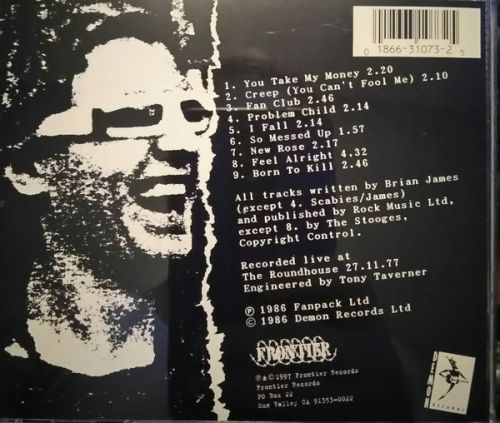 0 18663-1073-2 5
1. You Take My Money 2.20
2. Creep (You Can't Fool Me) 2.10
3. Fan Club 2.46
4. Problem Child 2.14
5. I Fall 2.14
6. So Messed Up 1.57
7. New Rose 2.17
8. Feel Alright 4.32
9. Born To Kill 2.46
All tracks written by Brian James
(except 4. Scabies/James)
and published by Rock Music Ltd,
except 8. by The Stooges,
Copyright Control.
Recorded live at
The Roundhouse 27.11.77
Engineered by Tony Taverner
℗ 1986 Fanpack Ltd
© 1986 Demon Records Ltd
FRONTIER
℗ & © 1997 Frontier Records
Frontier Records
PO Box 22
Sun Valley CA 91353-0022